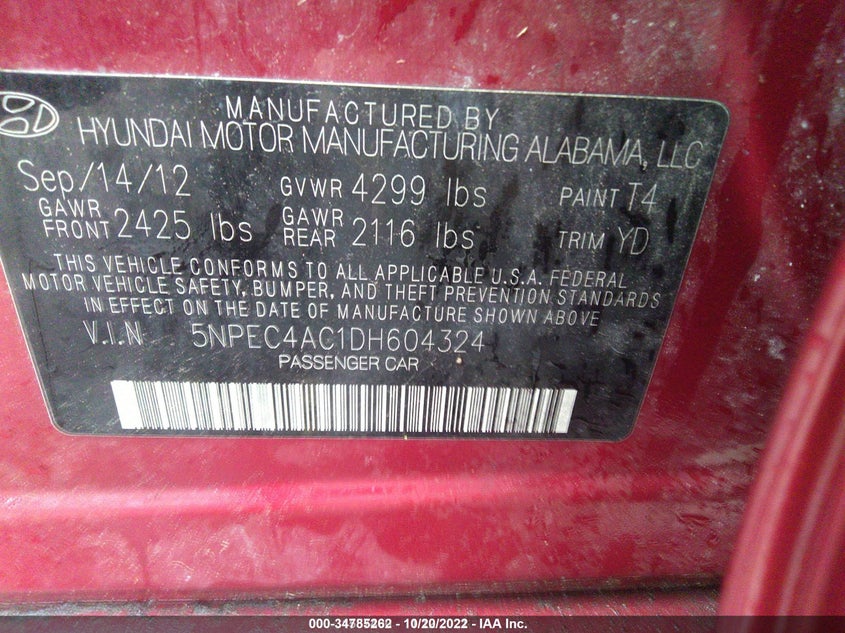 MANUFACTURED BY
HYUNDAI MOTOR MANUFACTURING ALABAMA, LLC
Sep/14/12 GVWR 4299 lbs PAINT T4
GAWR FRONT 2425 lbs GAWR REAR 2116 lbs TRIM YD
THIS VEHICLE CONFORMS TO ALL APPLICABLE U.S.A. FEDERAL
MOTOR VEHICLE SAFETY, BUMPER, AND THEFT PREVENTION STANDARDS
IN EFFECT ON THE DATE OF MANUFACTURE SHOWN ABOVE
V.I.N 5NPEC4AC1DH604324
PASSENGER CAR
000-34785262 - 10/20/2022 - IAA Inc.